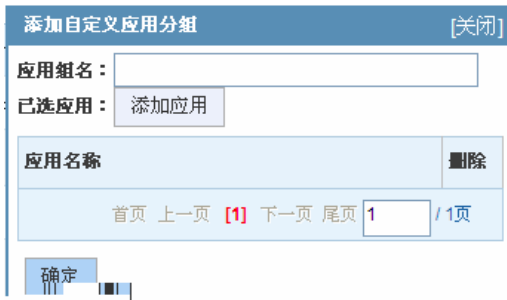 添加自定义应用分组 [关闭]
应用组名：
已选应用： 添加应用
应用名称 删除
首页 上一页 [1] 下一页 尾页 1 / 1页
确定